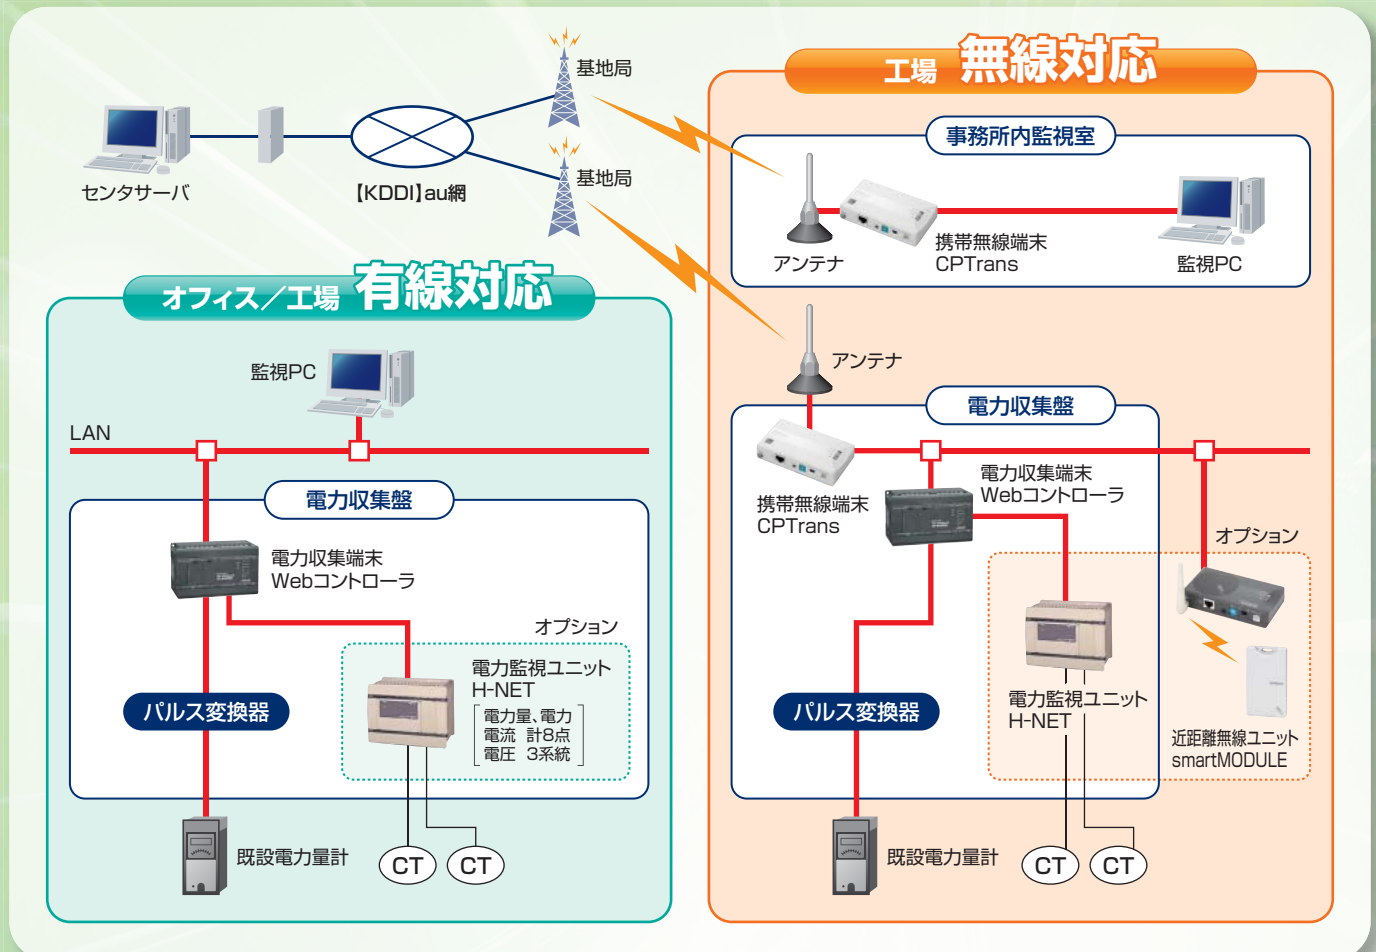 基地局
センタサーバ
【KDDI】au網
基地局
オフィス／工場 有線対応
監視PC
LAN
電力収集盤
電力収集端末
Webコントローラ
オプション
電力監視ユニット
H-NET
電力量、電力
電流 計8点
電圧 3系統
パルス変換器
既設電力量計
CT
CT
工場 無線対応
事務所内監視室
アンテナ
携帯無線端末
CPTrans
監視PC
アンテナ
電力収集盤
携帯無線端末
CPTrans
電力収集端末
Webコントローラ
オプション
電力監視ユニット
H-NET
近距離無線ユニット
smartMODULE
パルス変換器
既設電力量計
CT
CT